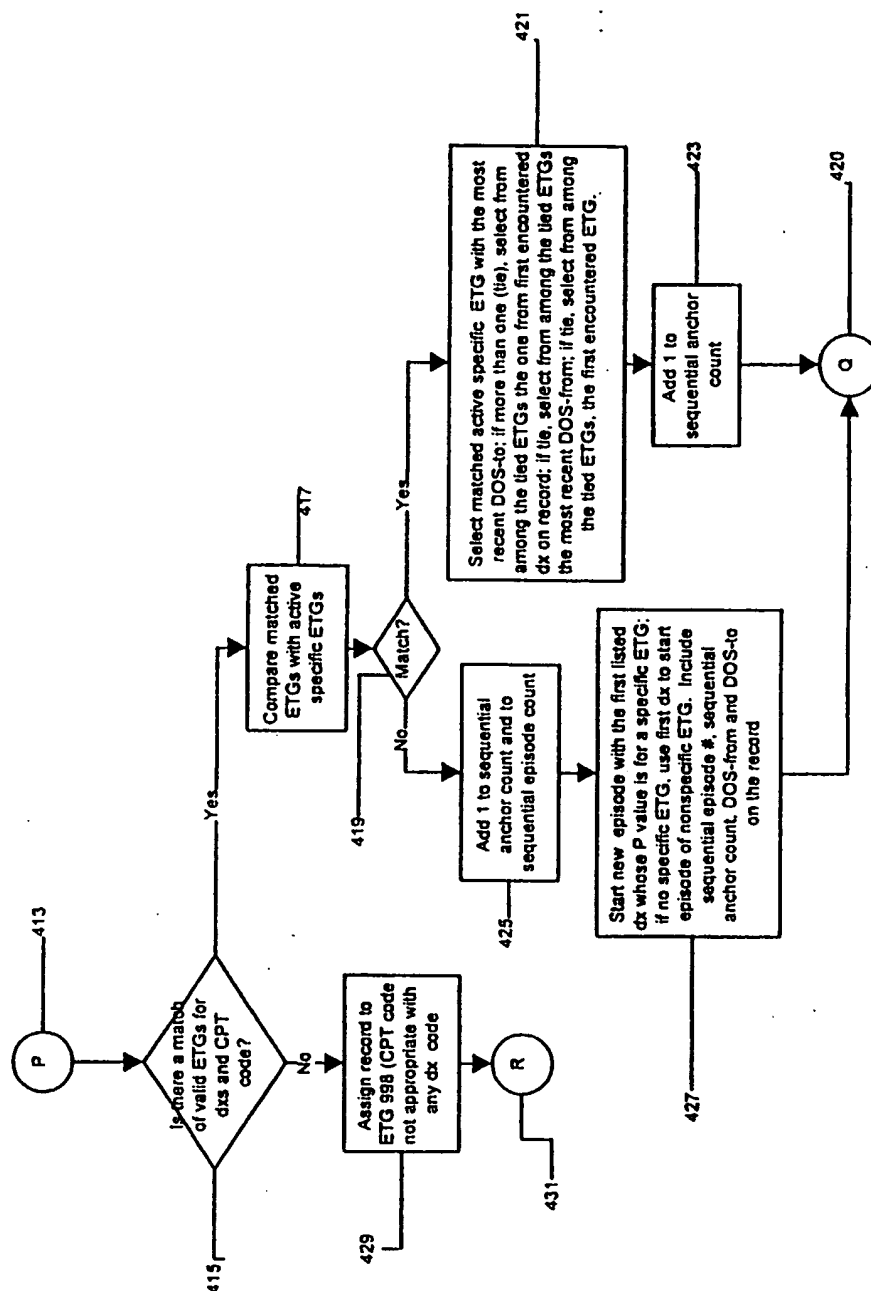 P
413
Is there a match
of valid ETGs for
dxs and CPT
code?
415
Yes
No
Assign record to
ETG 998 (CPT code
not appropriate with
any dx code
429
R
431
Compare matched
ETGs with active
specific ETGs
417
Match?
419
Yes
No
Add 1 to sequential
anchor count and to
sequential episode count
425
Start new episode with the first listed
dx whose P value is for a specific ETG;
if no specific ETG, use first dx to start
episode of nonspecific ETG. Include
sequential episode #, sequential
anchor count, DOS-from and DOS-to
on the record
427
Select matched active specific ETG with the most
recent DOS-to; if more than one (tie), select from
among the tied ETGs the one from first encountered
dx on record; if tie, select from among the tied ETGs
the most recent DOS-from; if tie, select from among
the tied ETGs, the first encountered ETG.
421
Add 1 to
sequential anchor
count
423
Q
420